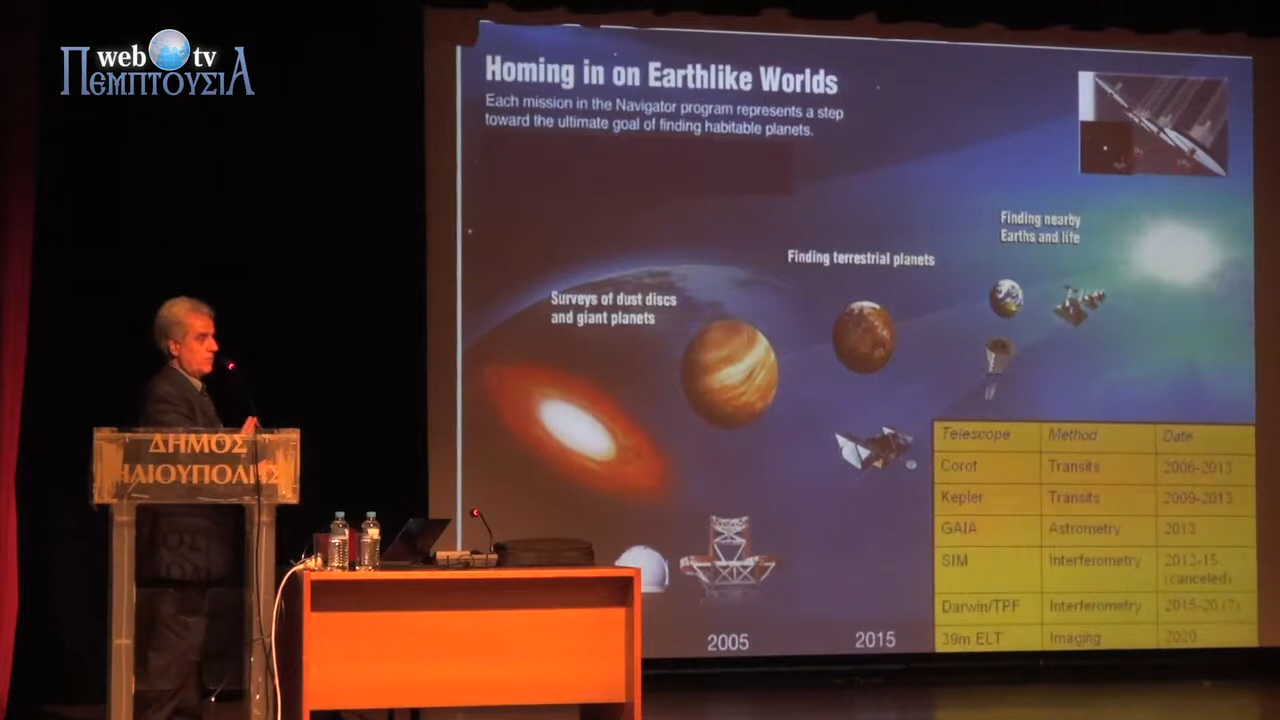 web tv
ΠΕΜΠΤΟΥΣΙΑ
Homing in on Earthlike Worlds
Each mission in the Navigator program represents a step
toward the ultimate goal of finding habitable planets.
Finding nearby
Earths and life
Finding terrestrial planets
Surveys of dust discs
and giant planets
Telescope Method Date
Corot Transits 2006-2013
Kepler Transits 2009-2013
GAIA Astrometry 2013
SIM Interferometry 2012-15
(canceled)
Darwin/TPF Interferometry 2015-20 (?)
39m ELT Imaging 2020
2005 2015
ΔΗΜΟΣ
ΗΛΙΟΥΠΟΛΗΣ